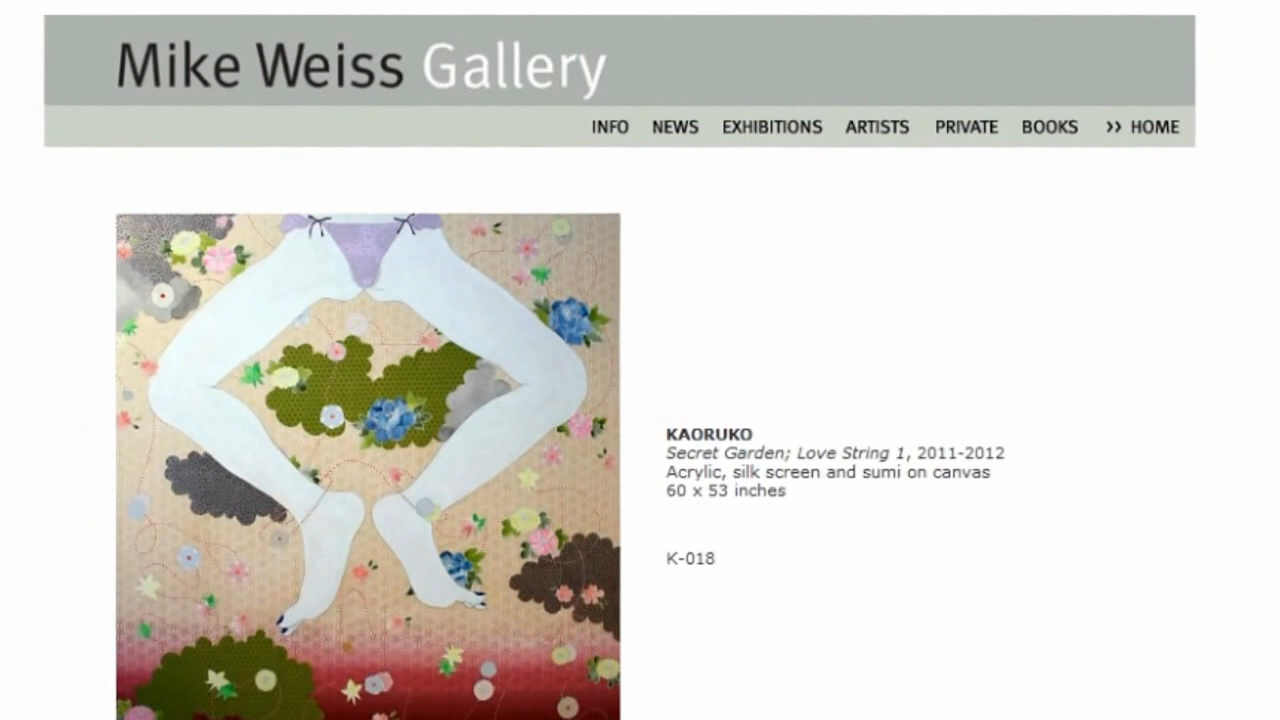 Mike Weiss Gallery
INFO NEWS EXHIBITIONS ARTISTS PRIVATE BOOKS >> HOME
KAORUKO
Secret Garden; Love String 1, 2011-2012
Acrylic, silk screen and sumi on canvas
60 x 53 inches
K-018